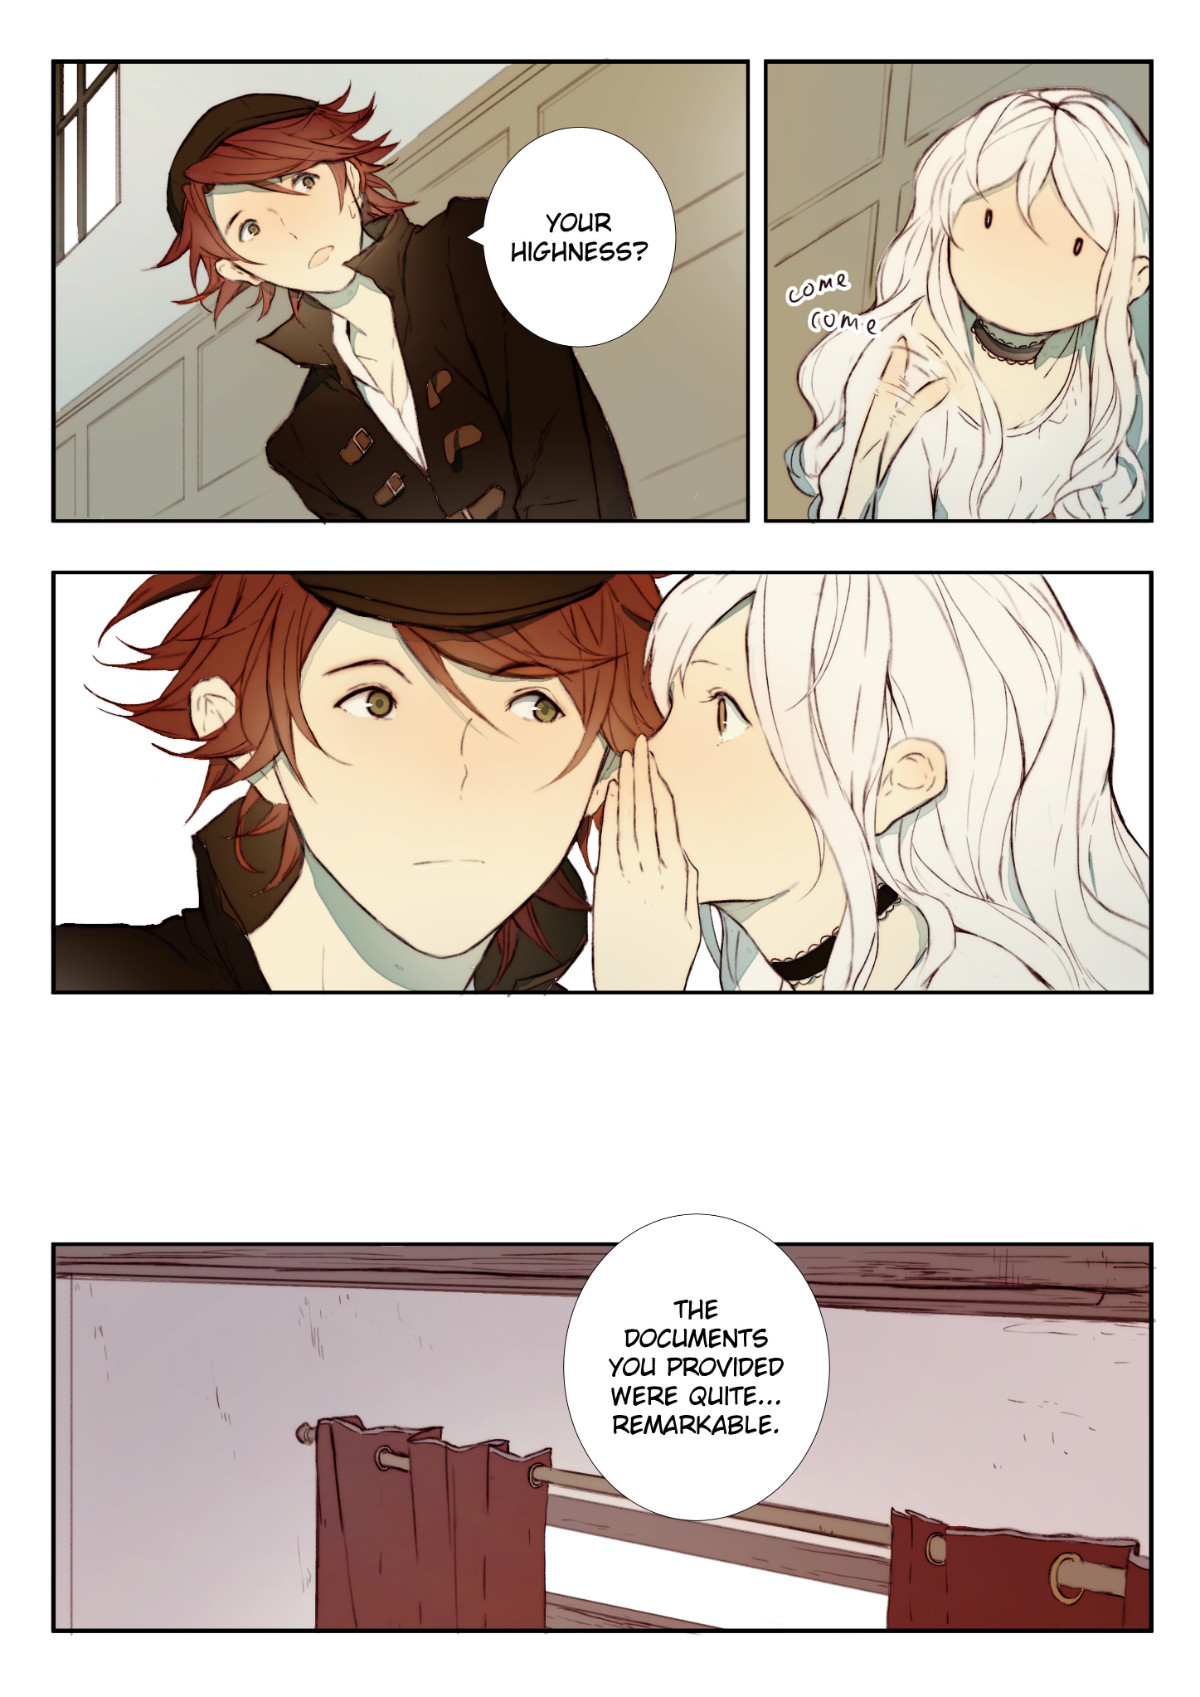 YOUR
HIGHNESS?
come
come
THE
DOCUMENTS
YOU PROVIDED
WERE QUITE...
REMARKABLE.